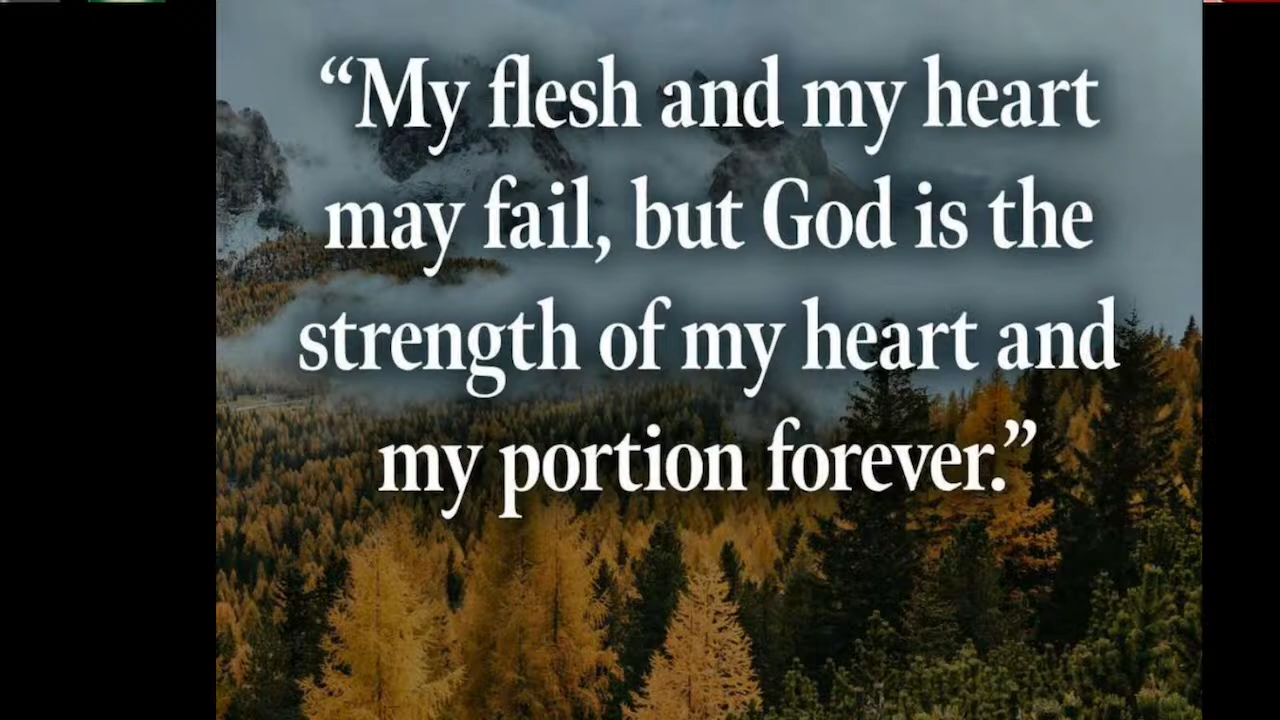 “My flesh and my heart
may fail, but God is the
strength of my heart and
my portion forever.”